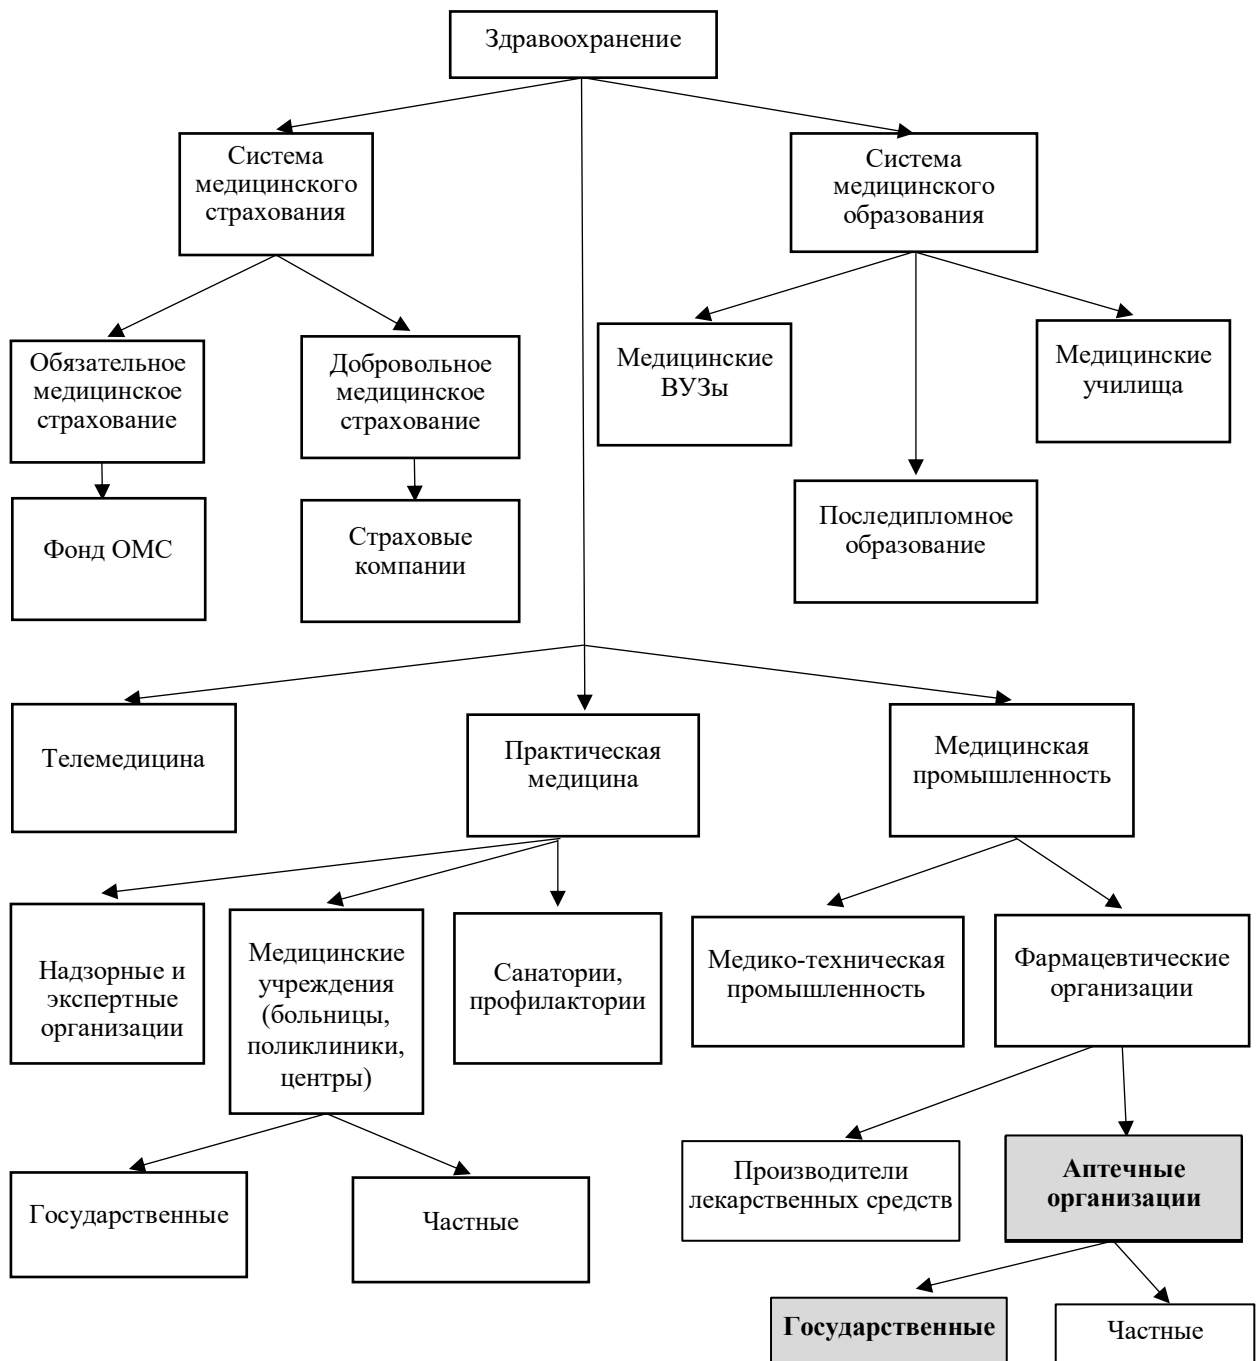 Здравоохранение
Система
медицинского
страхования
Система
медицинского
образования
Обязательное
медицинское
страхование
Добровольное
медицинское
страхование
Медицинские
ВУЗы
Медицинские
училища
Фонд ОМС
Страховые
компании
Последипломное
образование
Телемедицина
Практическая
медицина
Медицинская
промышленность
Надзорные и
экспертные
организации
Медицинские
учреждения
(больницы,
поликлиники,
центры)
Санатории,
профилактории
Медико-техническая
промышленность
Фармацевтические
организации
Государственные
Частные
Производители
лекарственных средств
Аптечные
организации
Государственные
Частные